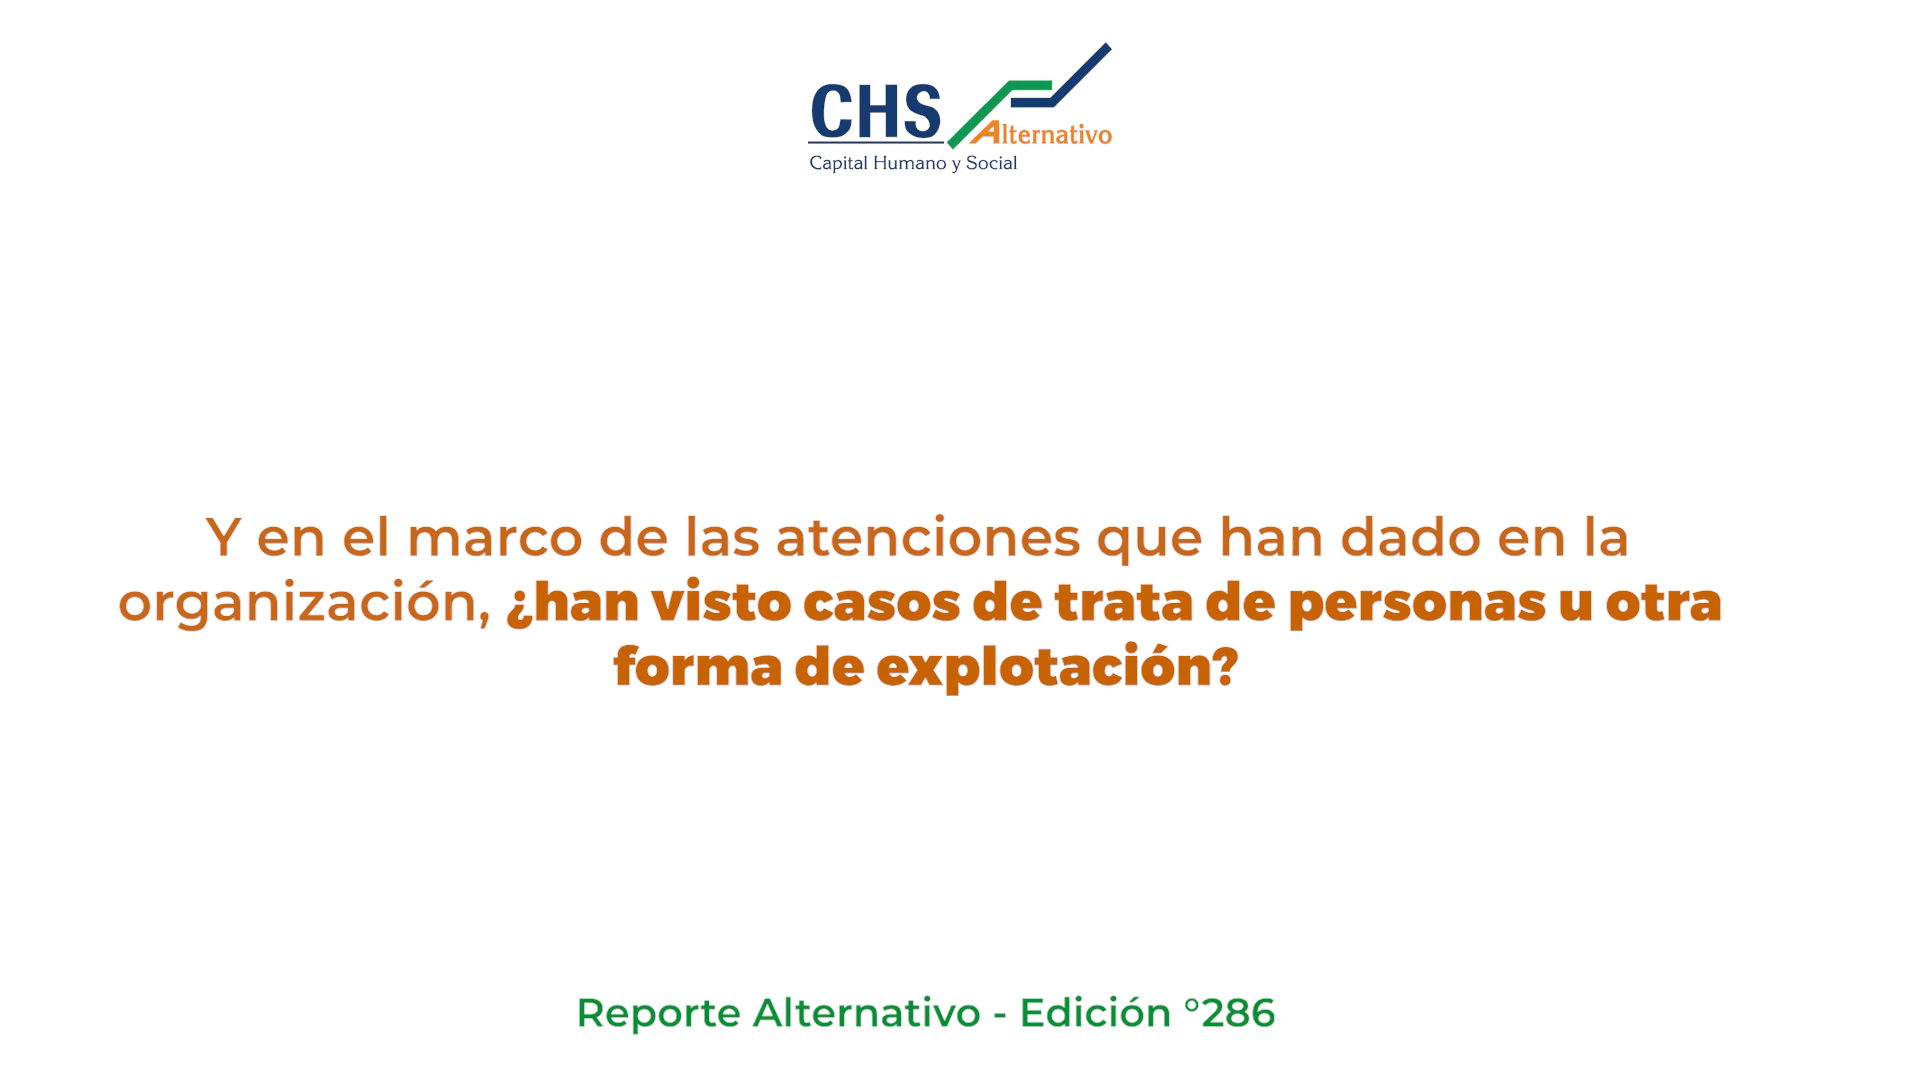 CHS
Alternativo
Capital Humano y Social
Y en el marco de las atenciones que han dado en la
organización, ¿han visto casos de trata de personas u otra
forma de explotación?
Reporte Alternativo - Edición °286